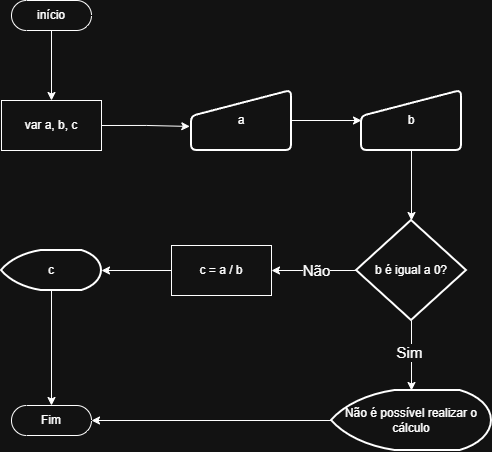 início
var a, b, c
a
b
c
c = a / b
Não
b é igual a 0?
Sim
Fim
Não é possível realizar o
cálculo